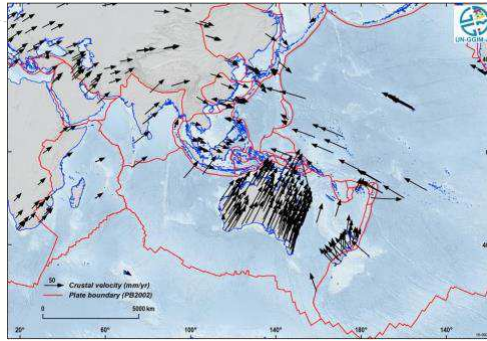 UN-GGIM
50
Crustal velocity (mm/yr)
Plate boundary (PB2002)
0 5000 km
20° 60° 100° 140° 180° 140°